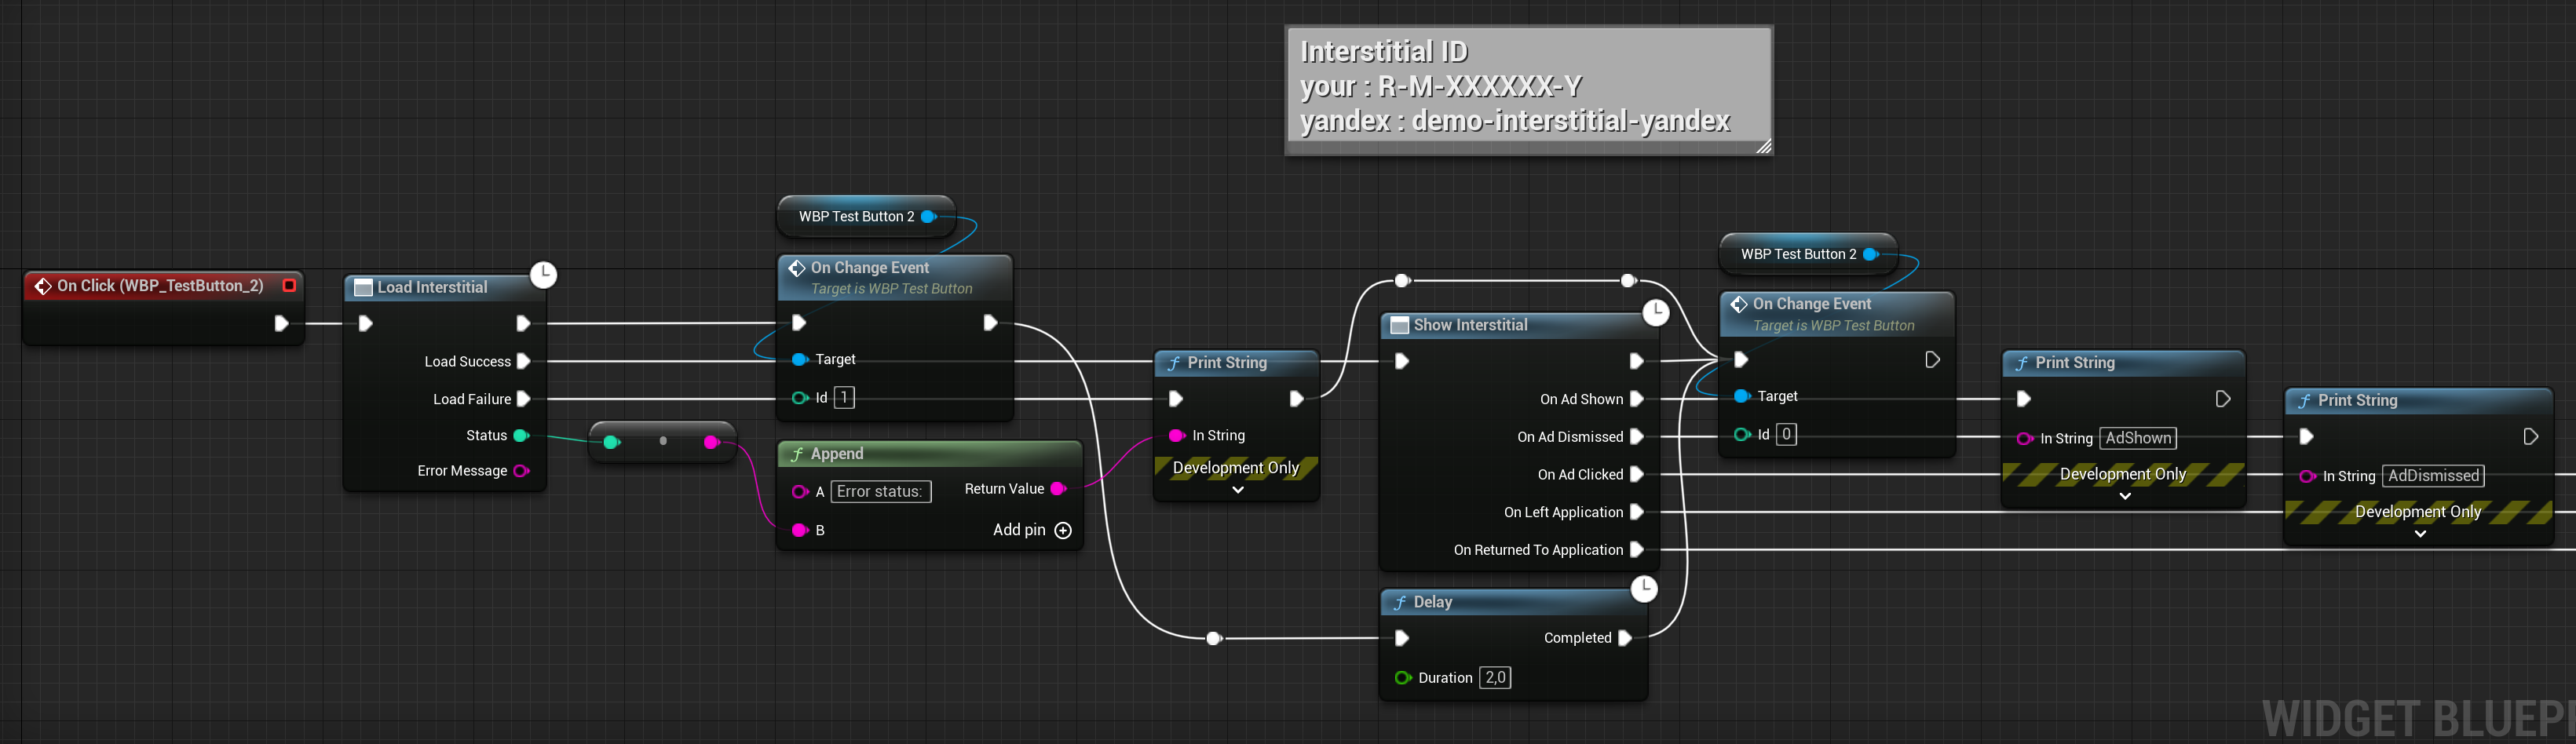 Interstitial ID
your : R-M-XXXXXX-Y
yandex : demo-interstitial-yandex
On Click (WBP_TestButton_2)
Load Interstitial
Load Success
Load Failure
Status
Error Message
WBP Test Button 2
On Change Event
Target is WBP Test Button
Target
Id 1
Append
A Error status:
Return Value
B
Add pin
f Print String
In String
Development Only
Show Interstitial
On Ad Shown
On Ad Dismissed
On Ad Clicked
On Left Application
On Returned To Application
f Delay
Completed
Duration 2,0
WBP Test Button 2
On Change Event
Target is WBP Test Button
Target
Id 0
f Print String
In String AdShown
Development Only
f Print String
In String AdDismissed
Development Only
WIDGET BLUEP